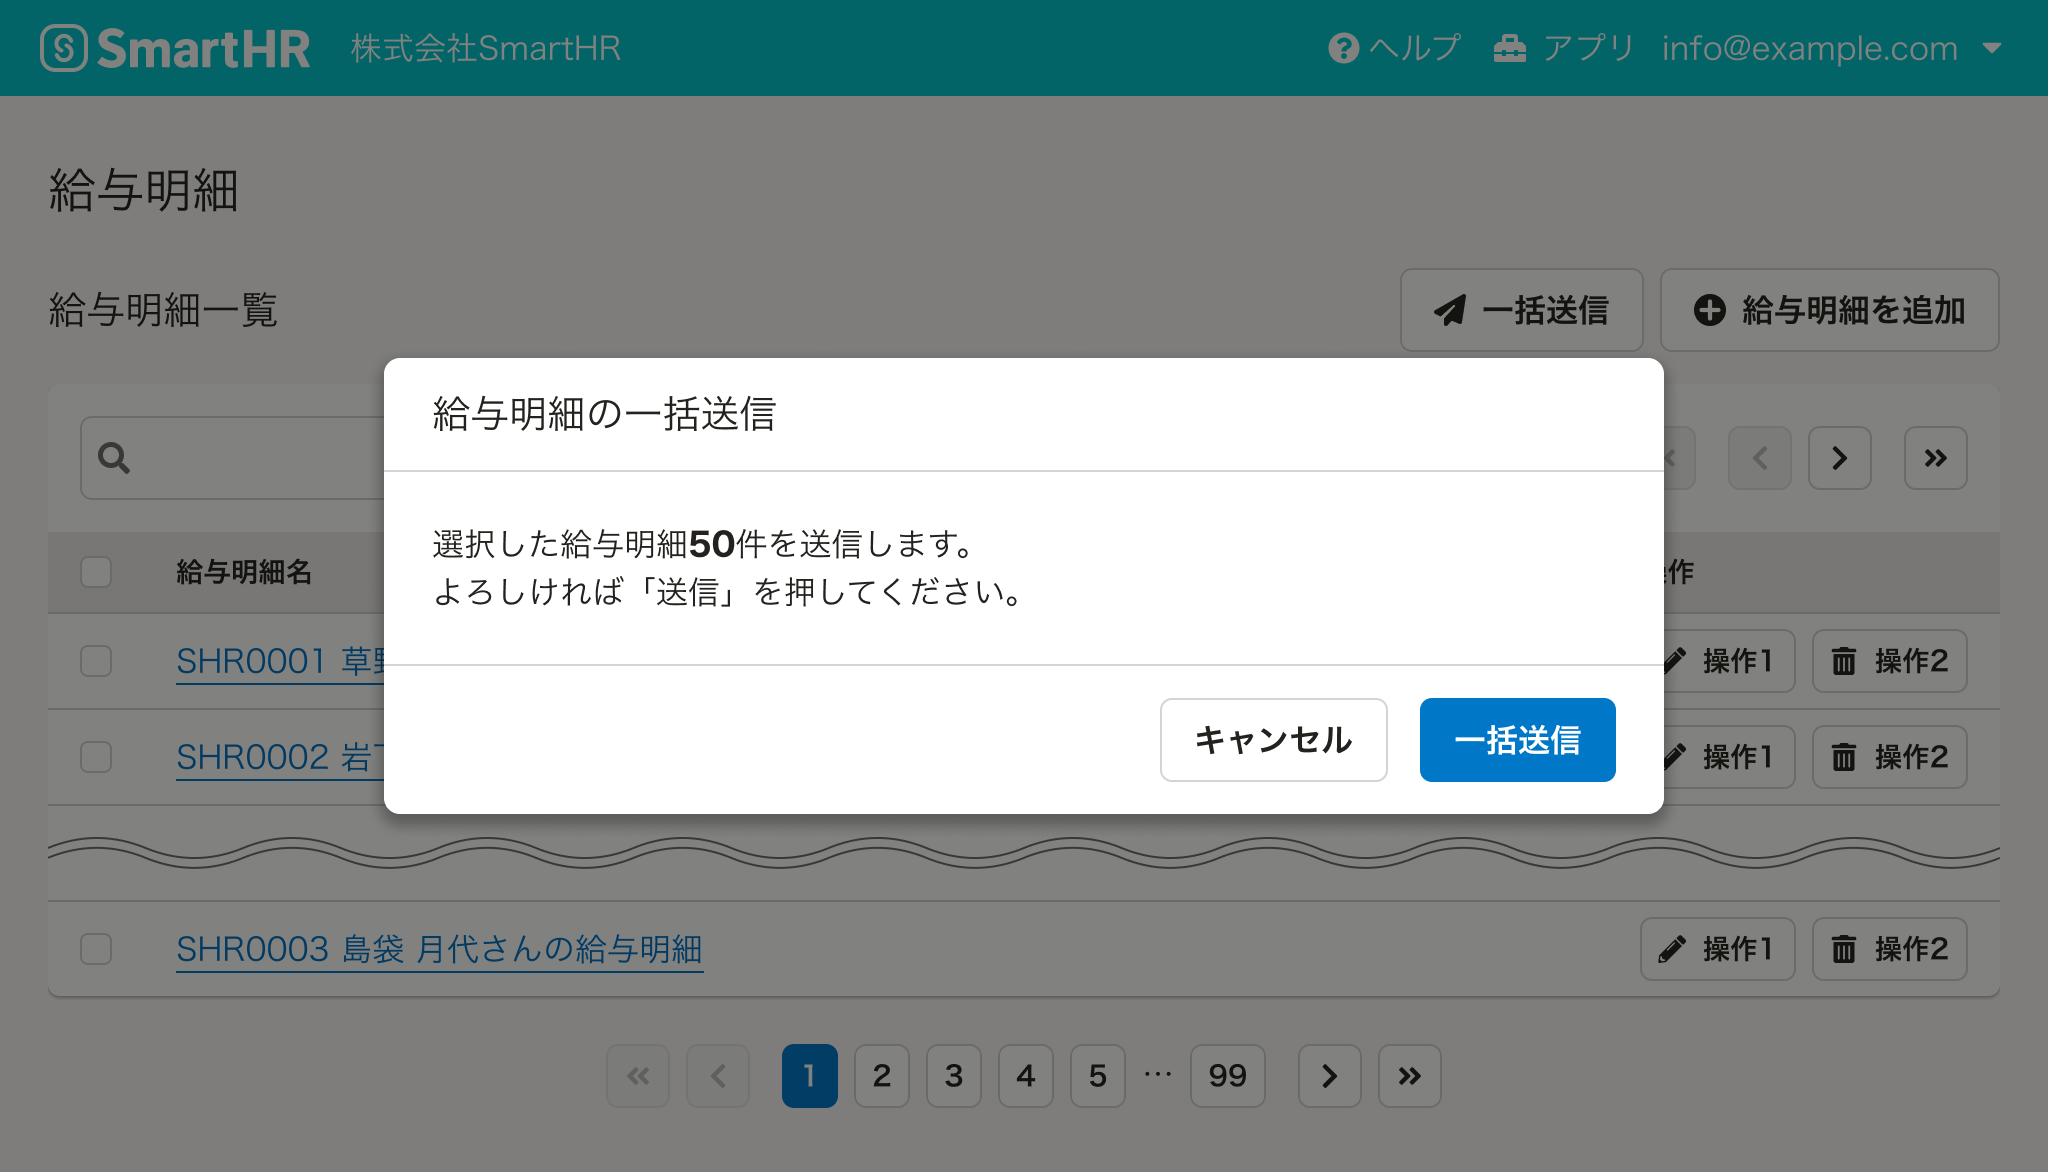 SmartHR 株式会社SmartHR ヘルプ アプリ info@example.com
給与明細
給与明細一覧 一括送信 給与明細を追加
給与明細の一括送信
選択した給与明細50件を送信します。
よろしければ「送信」を押してください。
キャンセル 一括送信
給与明細名 作
SHR0001 草 操作1 操作2
SHR0002 岩 操作1 操作2
SHR0003 島袋 月代さんの給与明細 操作1 操作2
1 2 3 4 5 … 99